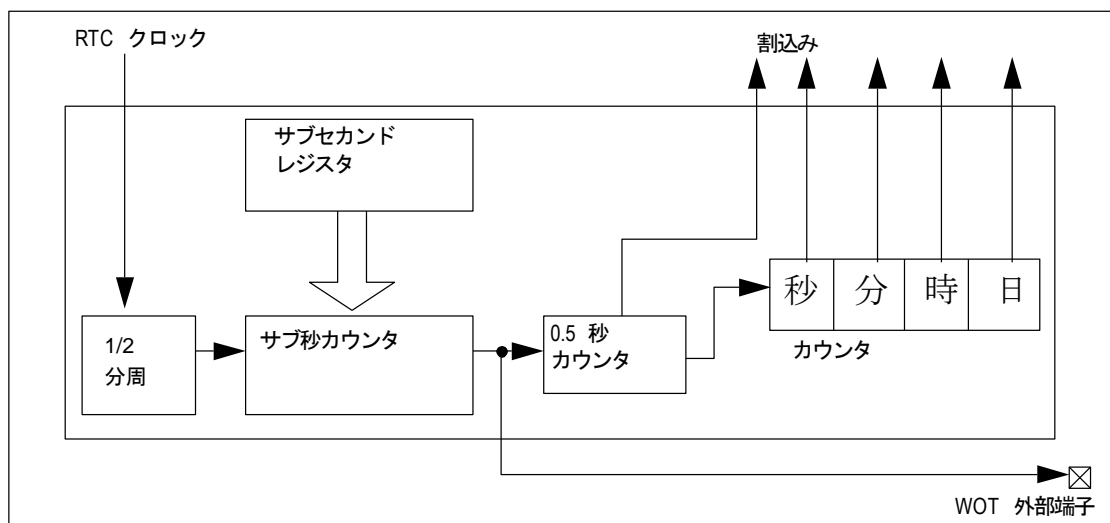 RTC クロック
割込み
サブセカンド
レジスタ
秒 分 時 日
1/2
分周
サブ秒カウンタ
0.5 秒
カウンタ
カウンタ
WOT 外部端子